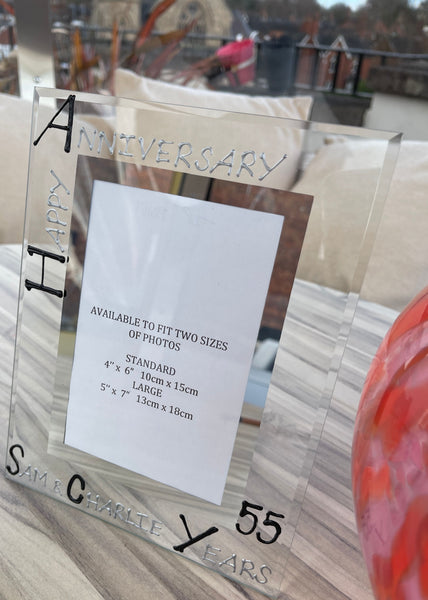 ANNIVERSARY
HAPPY
AVAILABLE TO FIT TWO SIZES
OF PHOTOS
STANDARD
4" x 6" 10cm x 15cm
LARGE
5" x 7" 13cm x 18cm
SAM & CHARLIE 55 YEARS